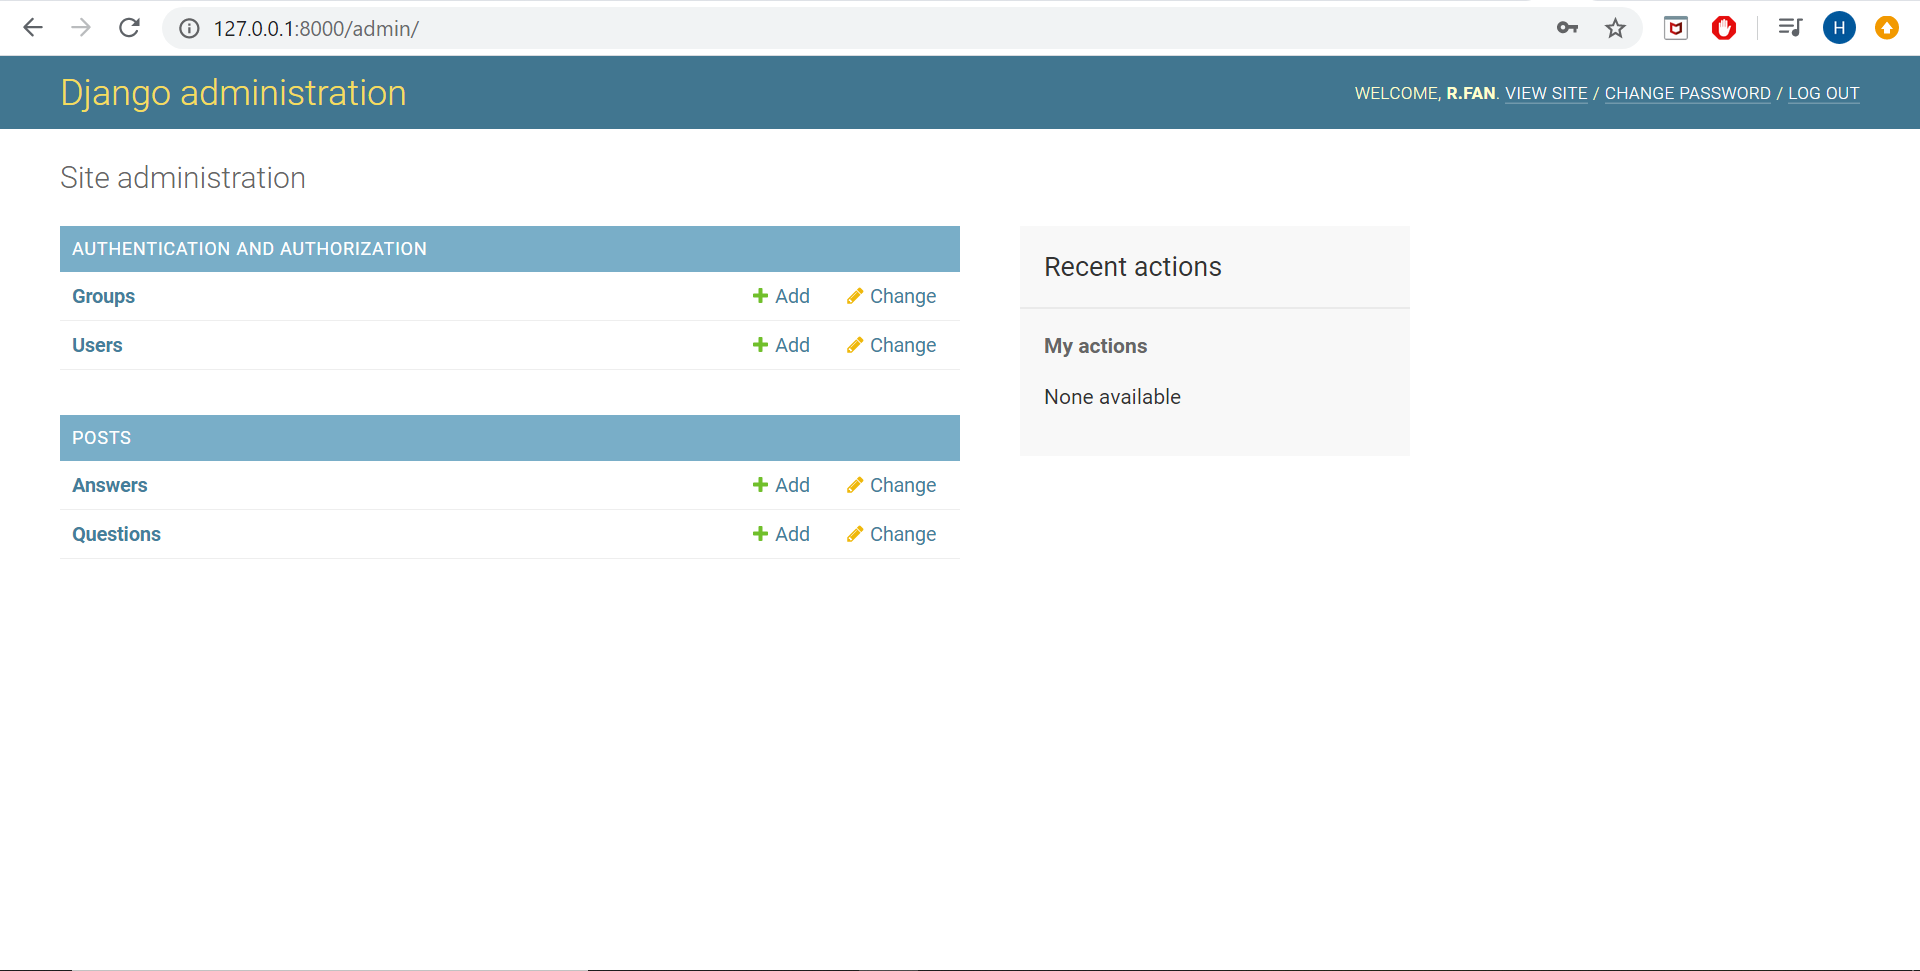 127.0.0.1:8000/admin/
H
Django administration
WELCOME, R.FAN. VIEW SITE / CHANGE PASSWORD / LOG OUT
Site administration
AUTHENTICATION AND AUTHORIZATION
Groups Add Change
Users Add Change
POSTS
Answers Add Change
Questions Add Change
Recent actions
My actions
None available